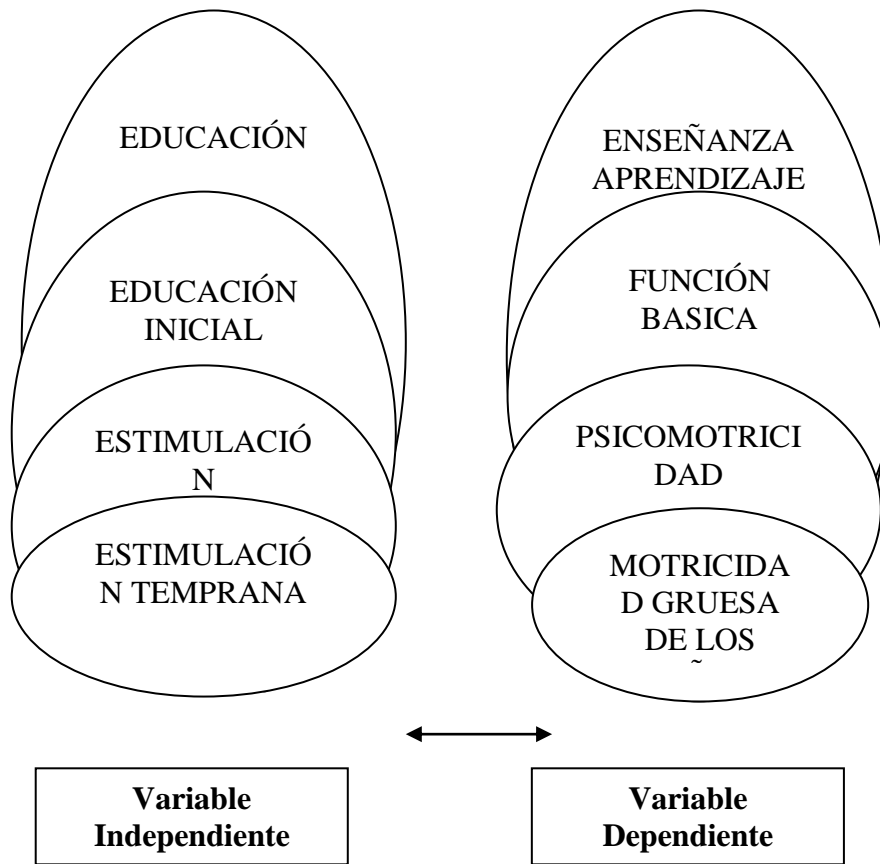 EDUCACIÓN
EDUCACIÓN
INICIAL
ESTIMULACIÓ
N
ESTIMULACIÓ
N TEMPRANA
ENSEÑANZA
APRENDIZAJE
FUNCIÓN
BASICA
PSICOMOTRICI
DAD
MOTRICIDA
D GRUESA
DE LOS
Variable
Independiente
Variable
Dependiente